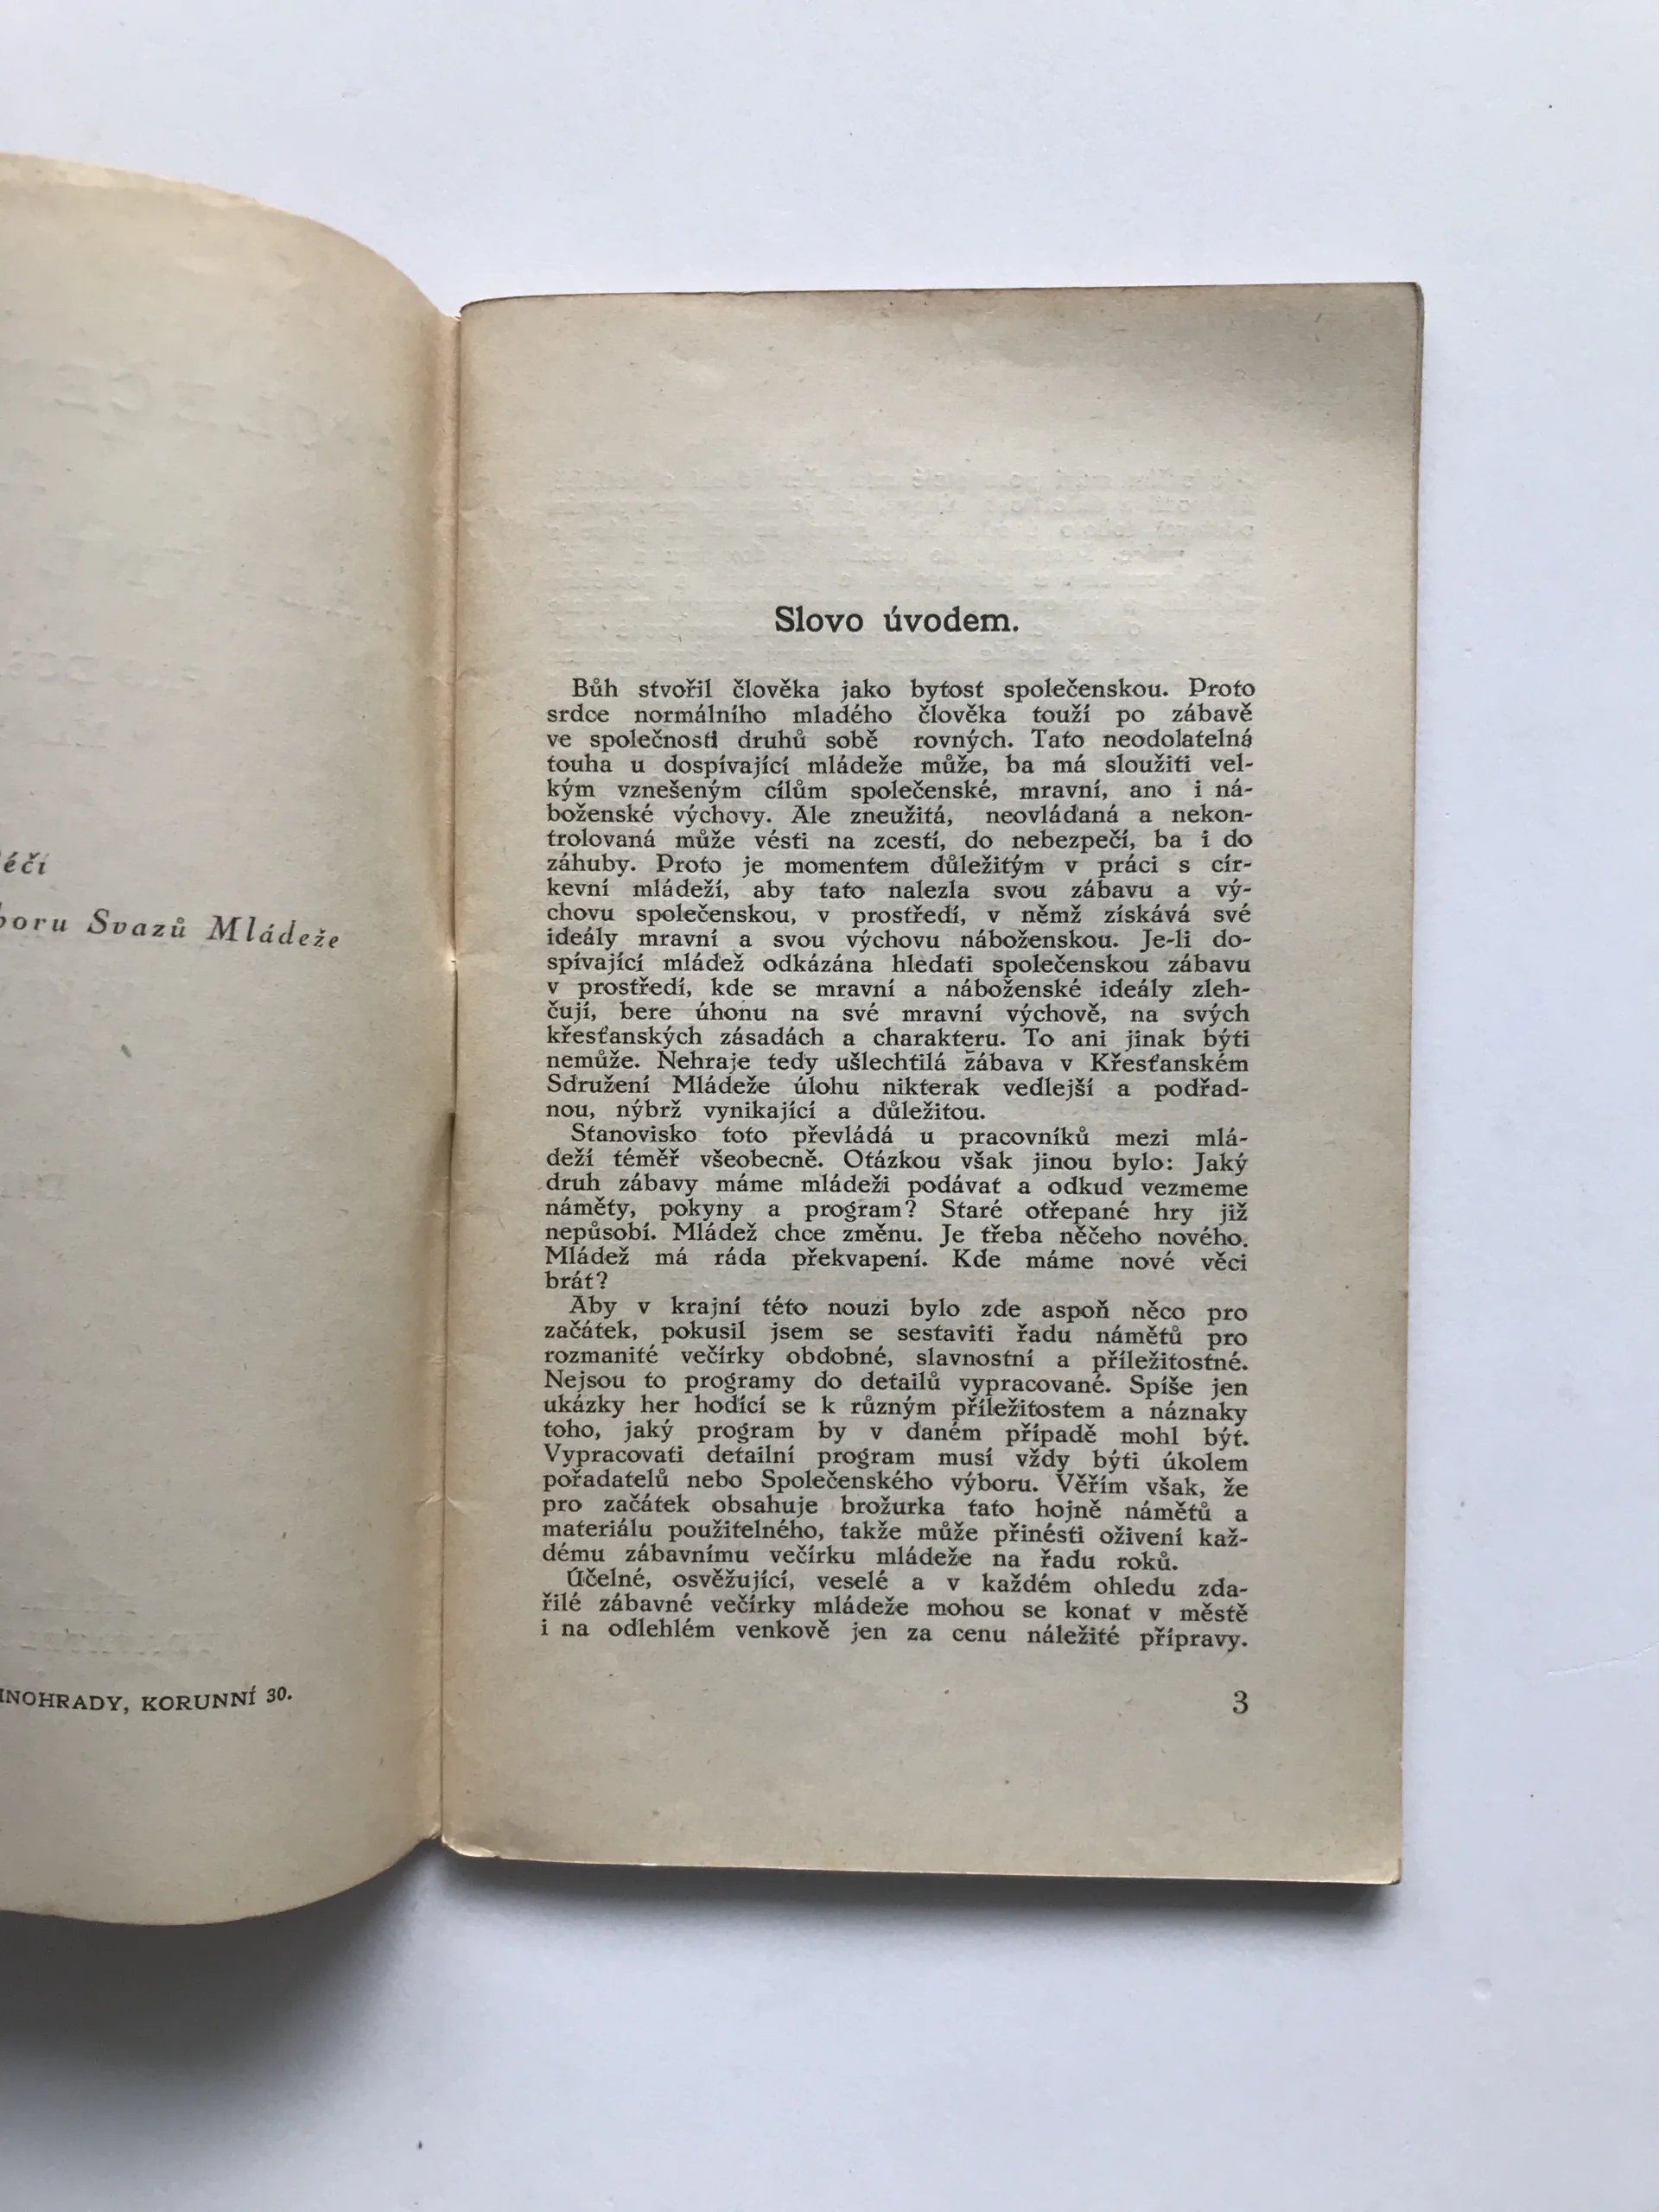 Svazů Mládeže
KORUNNÍ 30.
Slovo úvodem.
Bůh stvořil člověka jako bytost společenskou. Proto
srdce normálního mladého člověka touží po zábavě
ve společnosti druhů sobě rovných. Tato neodolatelná
touha u dospívající mládeže může, ba má sloužiti vel-
kým vznešeným cílům společenské, mravní, ano i ná-
boženské výchovy. Ale zneužitá, neovládaná a nekon-
trolovaná může vésti na zcestí, do nebezpečí, ba i do
záhuby. Proto je momentem důležitým v práci s cír-
kevní mládeží, aby tato nalezla svou zábavu a vý-
chovu společenskou, v prostředí, v němž získává své
ideály mravní a svou výchovu náboženskou. Je-li do-
spívající mládež odkázána hledati společenskou zábavu
v prostředí, kde se mravní a náboženské ideály zleh-
čují, bere úhonu na své mravní výchově, na svých
křesťanských zásadách a charakteru. To ani jinak býti
nemůže. Nehraje tedy ušlechtilá zábava v Křesťanském
Sdružení Mládeže úlohu nikterak vedlejší a podřad-
nou, nýbrž vynikající a důležitou.
Stanovisko toto převládá u pracovníků mezi mlá-
deží téměř všeobecně. Otázkou však jinou bylo: Jaký
druh zábavy máme mládeži podávat a odkud vezmeme
náměty, pokyny a program? Staré otřepané hry již
nepůsobí. Mládež chce změnu. Je třeba něčeho nového.
Mládež má ráda překvapení. Kde máme nové věci
brát?
Aby v krajní této nouzi bylo zde aspoň něco pro
začátek, pokusil jsem se sestaviti řadu námětů pro
rozmanité večírky obdobné, slavnostní a příležitostné.
Nejsou to programy do detailů vypracované. Spíše jen
ukázky her hodící se k různým příležitostem a náznaky
toho, jaký program by v daném případě mohl být.
Vypracovati detailní program musí vždy býti úkolem
pořadatelů nebo Společenského výboru. Věřím však, že
pro začátek obsahuje brožurka tato hojně námětů a
materiálu použitelného, takže může přinésti oživení kaž-
dému zábavnímu večírku mládeže na řadu roků.
Účelné, osvěžující, veselé a v každém ohledu zda-
řilé zábavné večírky mládeže mohou se konat v městě
i na odlehlém venkově jen za cenu náležité přípravy.
3